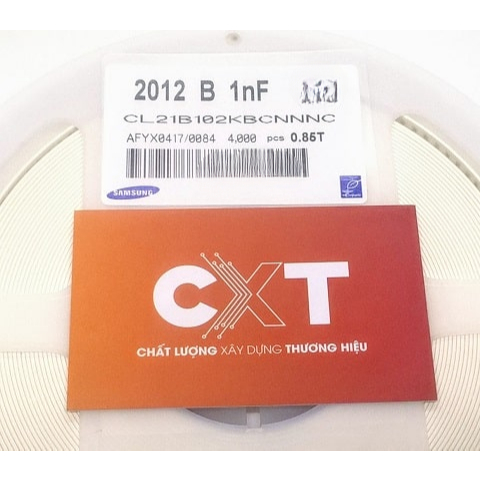 2012 B 1nF
CL21B102KBCNNNC
AFYX0417/0084 4,000 pcs 0.85T
SAMSUNG
CXT
CHẤT LƯỢNG XÂY DỰNG THƯƠNG HIỆU